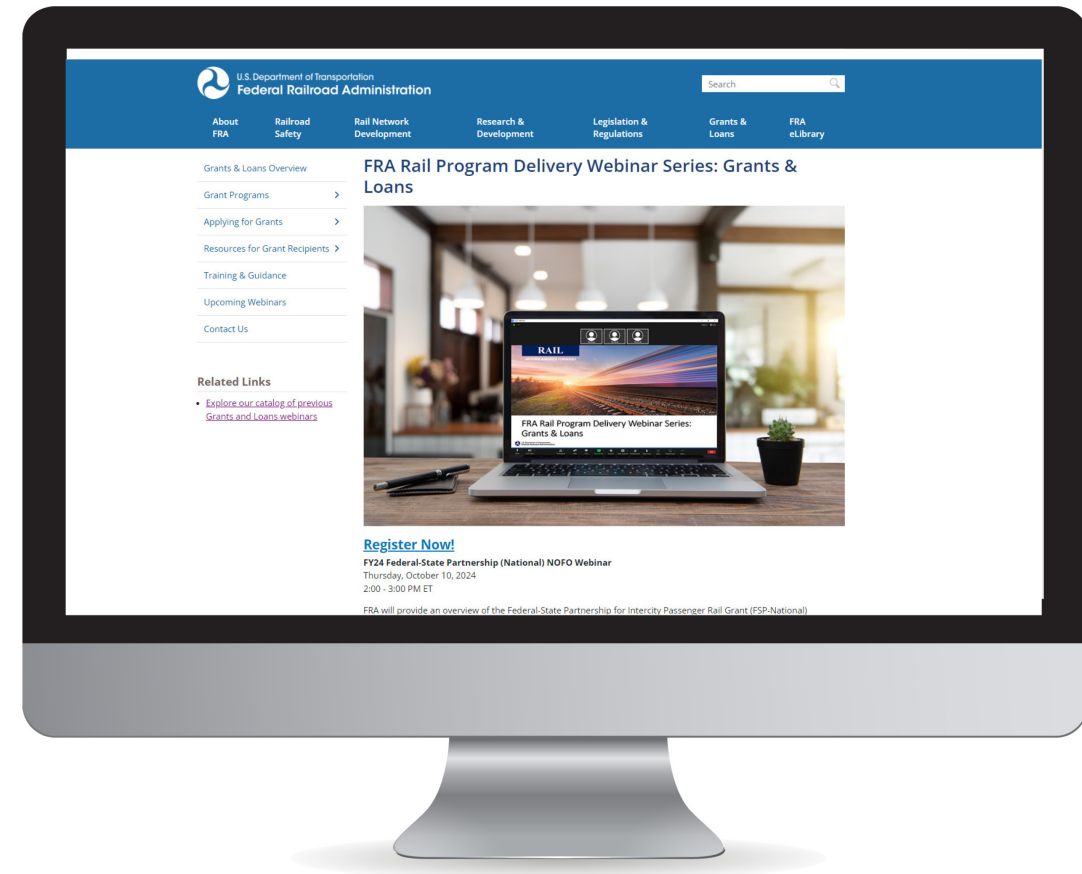 U.S. Department of Transportation
Federal Railroad Administration
Search
About
FRA
Railroad
Safety
Rail Network
Development
Research &
Development
Legislation &
Regulations
Grants &
Loans
FRA
eLibrary
Grants & Loans Overview
Grant Programs
Applying for Grants
Resources for Grant Recipients
Training & Guidance
Upcoming Webinars
Contact Us
Related Links
Explore our catalog of previous
Grants and Loans webinars
FRA Rail Program Delivery Webinar Series: Grants &
Loans
RAIL
FRA Rail Program Delivery Webinar Series:
Grants & Loans
Register Now!
FY24 Federal-State Partnership (National) NOFO Webinar
Thursday, October 10, 2024
2:00 - 3:00 PM ET
FRA will provide an overview of the Federal-State Partnership for Intercity Passenger Rail Grant (FSP-National)